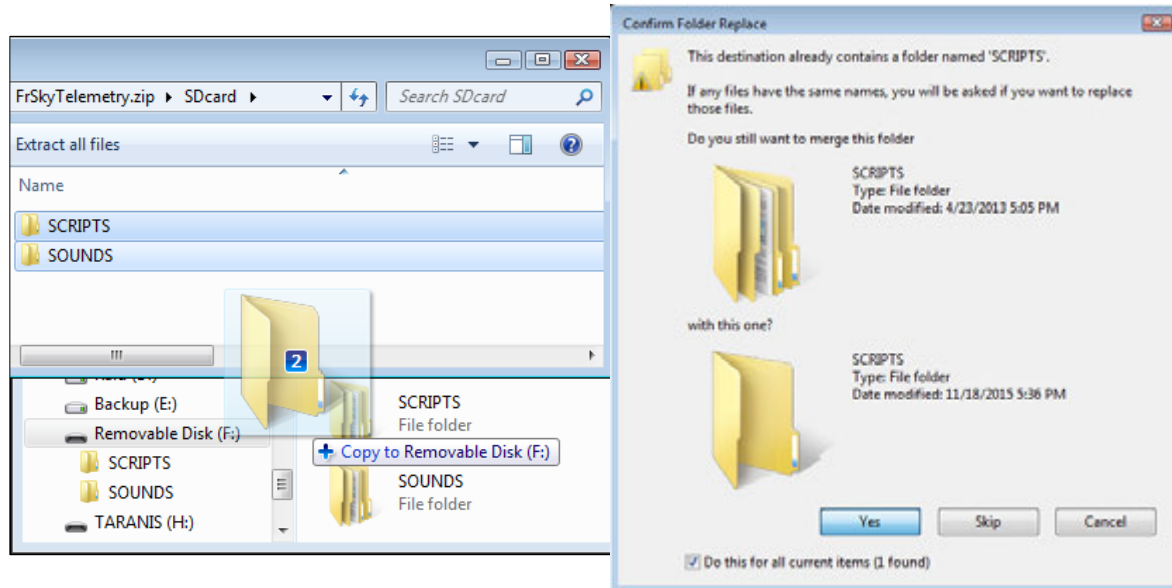 FrSkyTelemetry.zip SDcard
Search SDcard
Extract all files
Name
SCRIPTS
SOUNDS
2
Backup (E:)
Removable Disk (F:)
SCRIPTS
SOUNDS
TARANIS (H:)
SCRIPTS
File folder
Copy to Removable Disk (F:)
SOUNDS
File folder
Confirm Folder Replace
This destination already contains a folder named 'SCRIPTS'.
If any files have the same names, you will be asked if you want to replace
those files.
Do you still want to merge this folder
SCRIPTS
Type: File folder
Date modified: 4/23/2013 5:05 PM
with this one?
SCRIPTS
Type: File folder
Date modified: 11/18/2015 5:36 PM
Yes
Skip
Cancel
Do this for all current items (1 found)